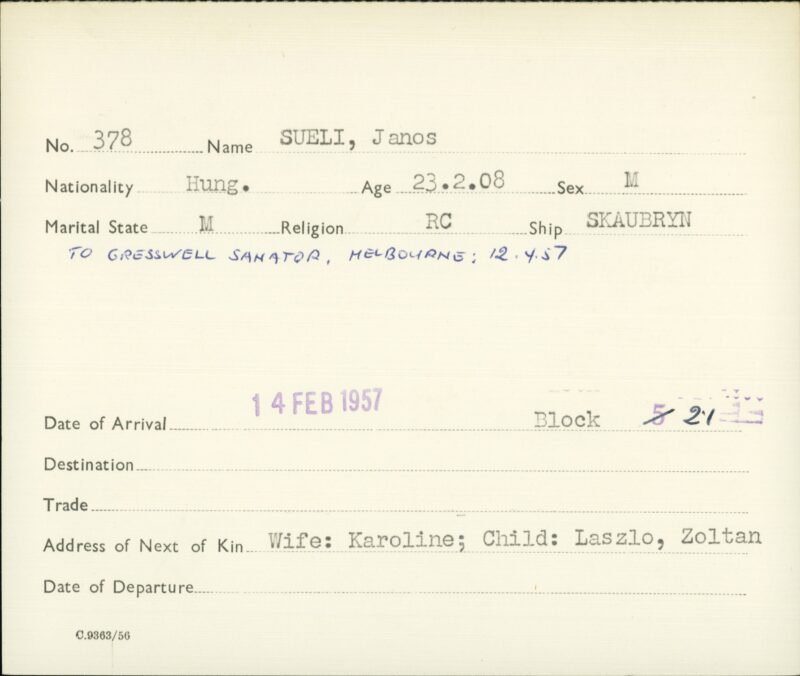 No. 378 Name SUELI, Janos
Nationality Hung. Age 23.2.08 Sex M
Marital State M Religion RC Ship SKAUBRYN
TO GRESSWELL SANATOR, MELBOURNE; 12.4.57
Date of Arrival 14 FEB 1957 Block 5 21
Destination
Trade
Address of Next of Kin Wife: Karoline; Child: Laszlo, Zoltan
Date of Departure
C.9363/56